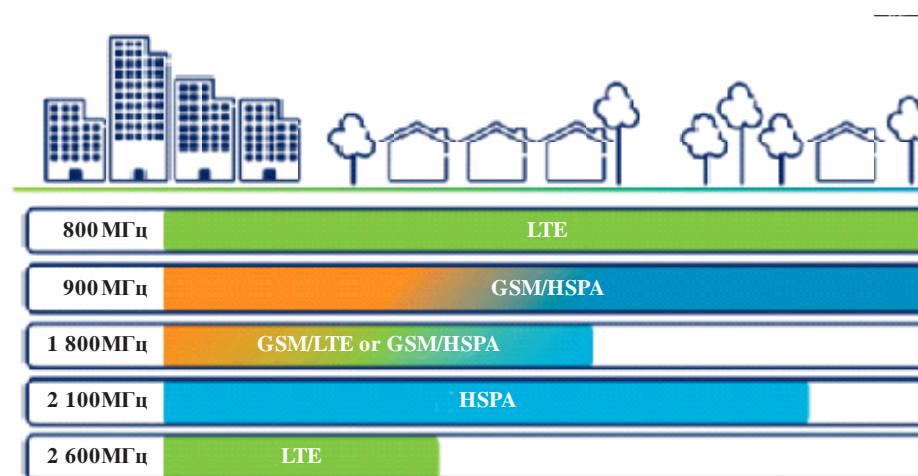 800 МГц LTE
900 МГц GSM/HSPA
1 800МГц GSM/LTE or GSM/HSPA
2 100МГц HSPA
2 600МГц LTE